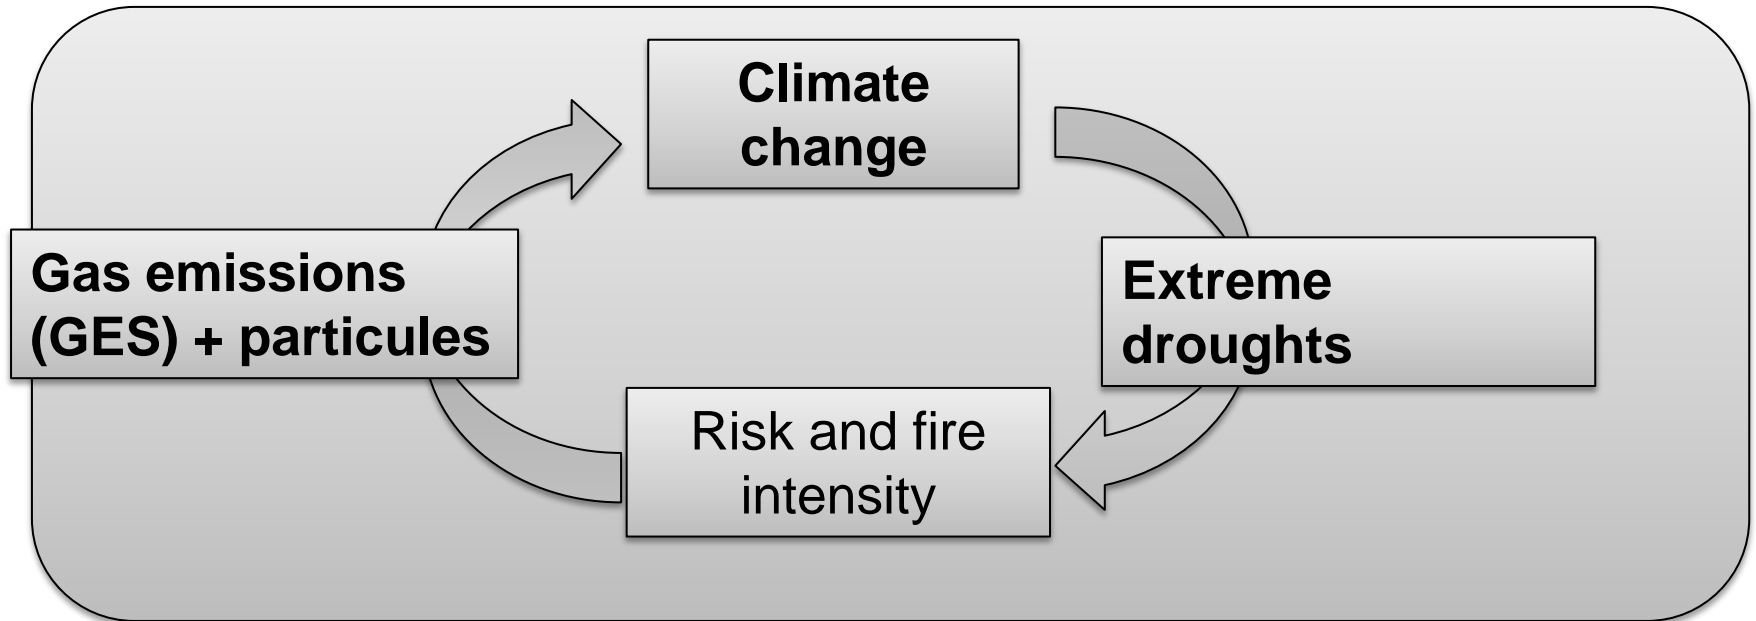 Climate
change
Gas emissions
(GES) + particules
Extreme
droughts
Risk and fire
intensity